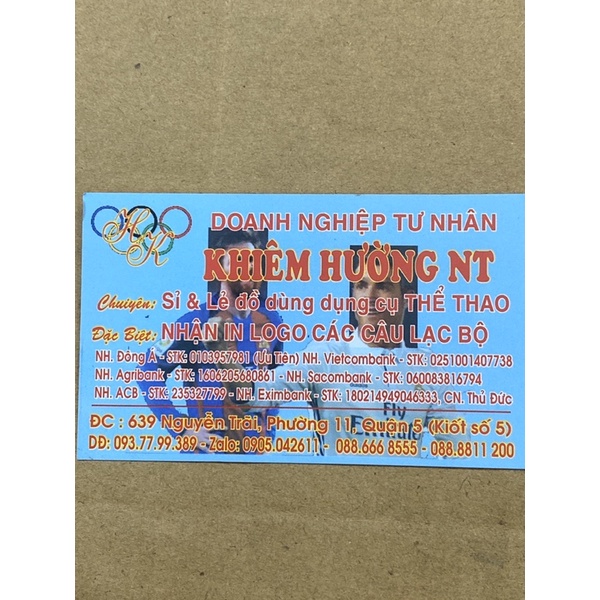 HK
DOANH NGHIỆP TƯ NHÂN
KHIÊM HƯỜNG NT
Chuyên: Sỉ & Lẻ đồ dùng dụng cụ THỂ THAO
Đặc Biệt: NHẬN IN LOGO CÁC CÂU LẠC BỘ
NH. Đông Á - STK: 0103957981 (Ưu Tiên) NH. Vietcombank - STK: 0251001407738
NH. Agribank - STK: 1606205680861 - NH. Sacombank - STK: 060083816794
NH. ACB - STK: 235327799 - NH. Eximbank - STK: 180214949046333, CN. Thủ Đức
ĐC : 639 Nguyễn Trãi, Phường 11, Quận 5 (Kiốt số 5)
DĐ: 093.77.99.389 - Zalo: 0905.042611 - 088.666 8555 - 088.8811 200
Fly